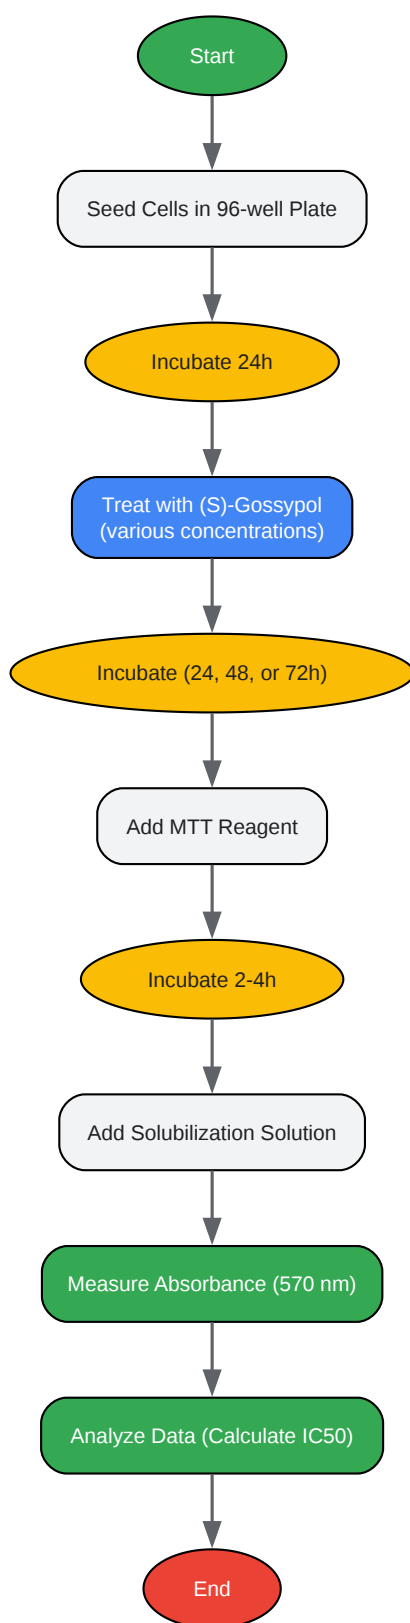 Start
Seed Cells in 96-well Plate
Incubate 24h
Treat with (S)-Gossypol
(various concentrations)
Incubate (24, 48, or 72h)
Add MTT Reagent
Incubate 2-4h
Add Solubilization Solution
Measure Absorbance (570 nm)
Analyze Data (Calculate IC50)
End